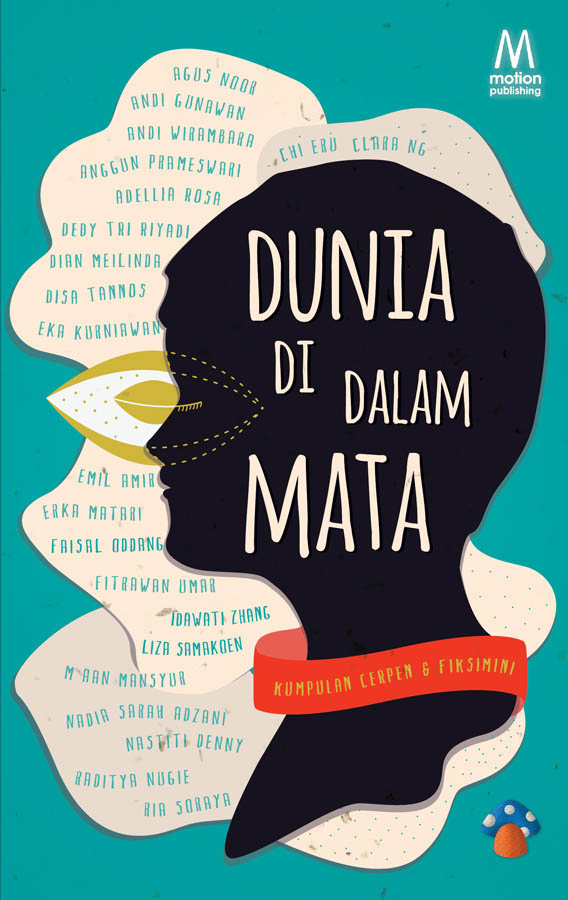 M
motion
publishing
AGUS NOOR
ANDI GUNAWAN
ANDI WIRAMBARA
ANGGUN PRAMESWARI
ADELLIA ROSA
DEDY TRI RIYADI
DIAN MEILINDA
DISA TANNOS
EKA KURNIAWAN
CHI ERU CLARA NG
DUNIA
DI
DALAM
MATA
EMIL AMIR
ERKA MATARI
FAISAL ODDANG
FITRAWAN UMAR
IDAWATI ZHANG
LIZA SAMAKOEN
M AAN MANSYUR
NADIA SARAH ADZANI
NASTITI DENNY
RADITYA NUGIE
RIA SORAYA
KUMPULAN CERPEN & FIKSIMINI